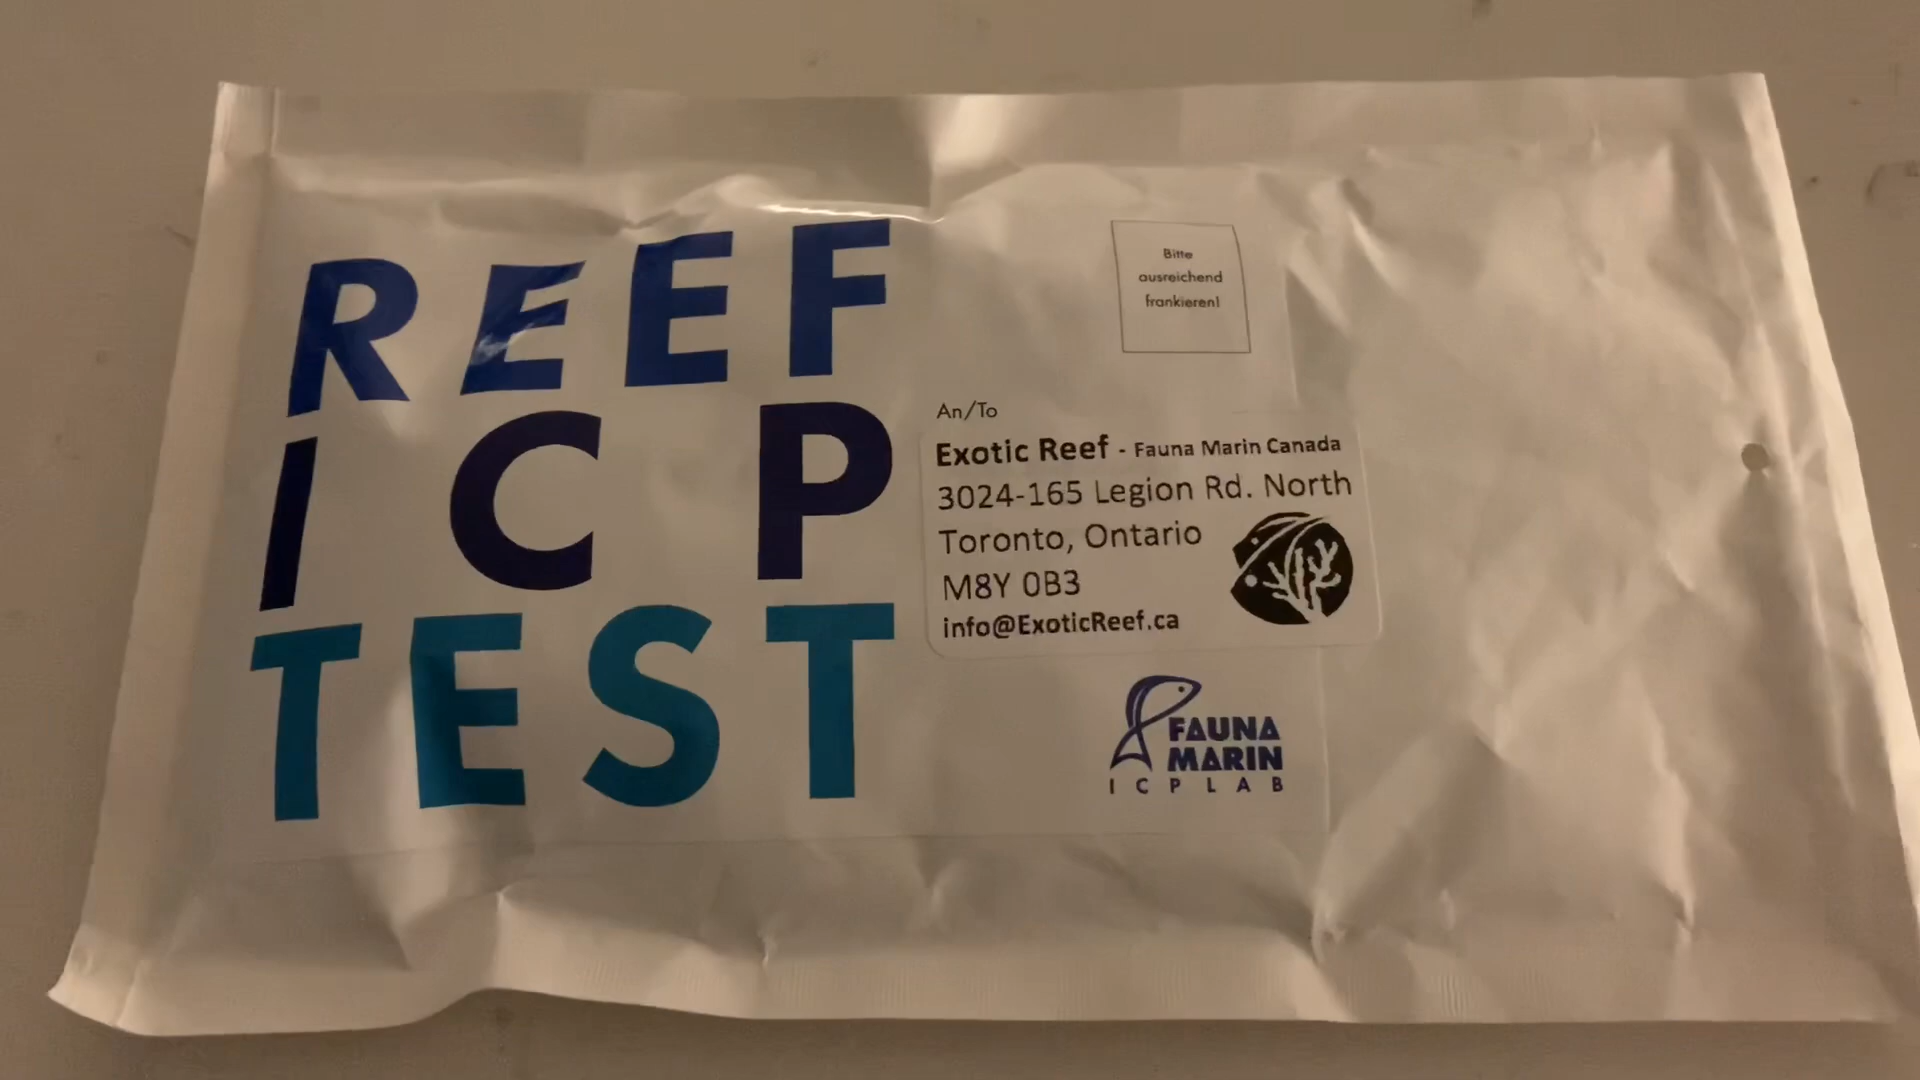 REEF
ICP
TEST
Bitte
ausreichend
frankieren!
An/To
Exotic Reef - Fauna Marin Canada
3024-165 Legion Rd. North
Toronto, Ontario
M8Y 0B3
info@ExoticReef.ca
FAUNA
MARIN
ICPLAB